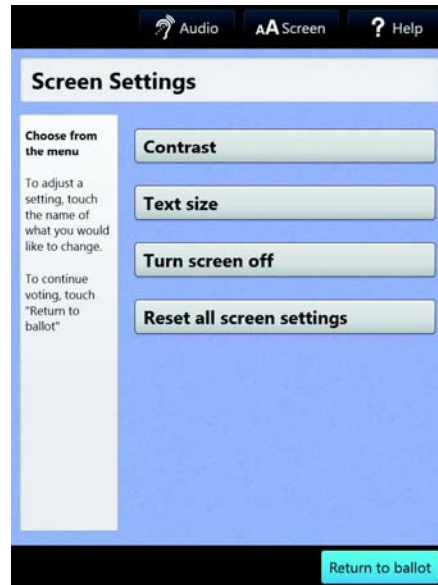 Audio
AA Screen
? Help
Screen Settings
Choose from
the menu
To adjust a
setting, touch
the name of
what you would
like to change.
To continue
voting, touch
"Return to
ballot"
Contrast
Text size
Turn screen off
Reset all screen settings
Return to ballot